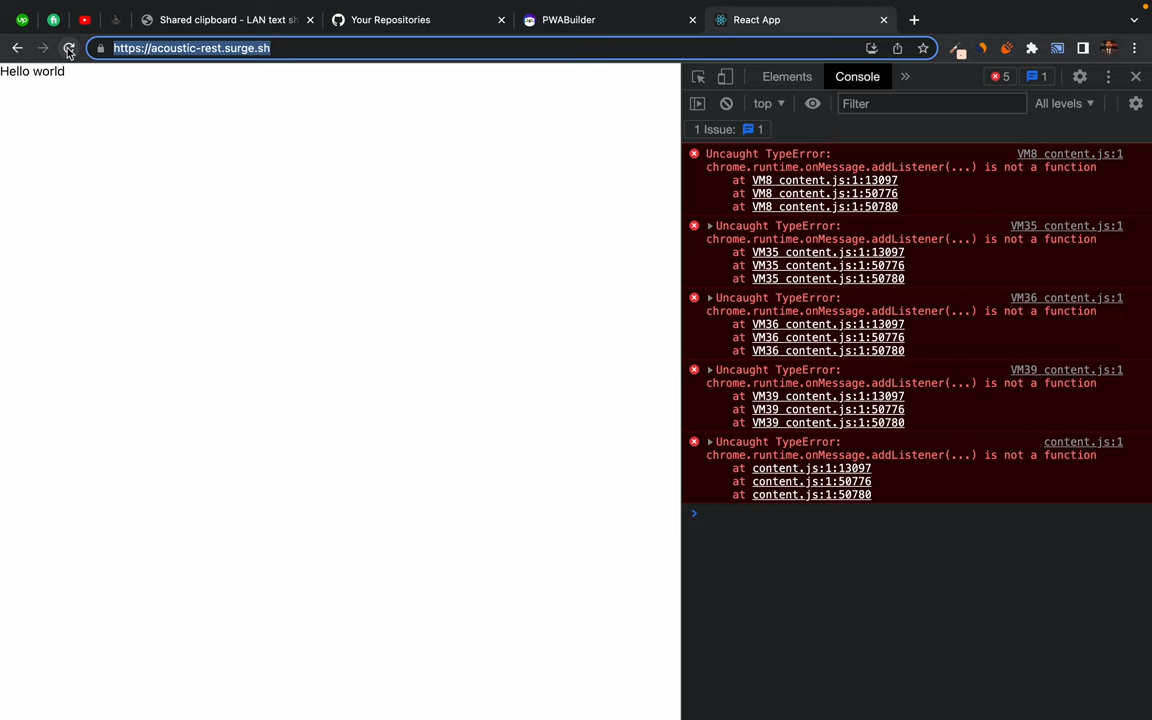 up
fi
Shared clipboard - LAN text sh
Your Repositories
PWABuilder
React App
https://acoustic-rest.surge.sh
Hello world
Elements
Console
5
1
top
Filter
All levels
1 Issue:
1
Uncaught TypeError:
VM8 content.js:1
chrome.runtime.onMessage.addListener(...) is not a function
at VM8 content.js:1:13097
at VM8 content.js:1:50776
at VM8 content.js:1:50780
Uncaught TypeError:
VM35 content.js:1
chrome.runtime.onMessage.addListener(...) is not a function
at VM35 content.js:1:13097
at VM35 content.js:1:50776
at VM35 content.js:1:50780
Uncaught TypeError:
VM36 content.js:1
chrome.runtime.onMessage.addListener(...) is not a function
at VM36 content.js:1:13097
at VM36 content.js:1:50776
at VM36 content.js:1:50780
Uncaught TypeError:
VM39 content.js:1
chrome.runtime.onMessage.addListener(...) is not a function
at VM39 content.js:1:13097
at VM39 content.js:1:50776
at VM39 content.js:1:50780
Uncaught TypeError:
content.js:1
chrome.runtime.onMessage.addListener(...) is not a function
at content.js:1:13097
at content.js:1:50776
at content.js:1:50780